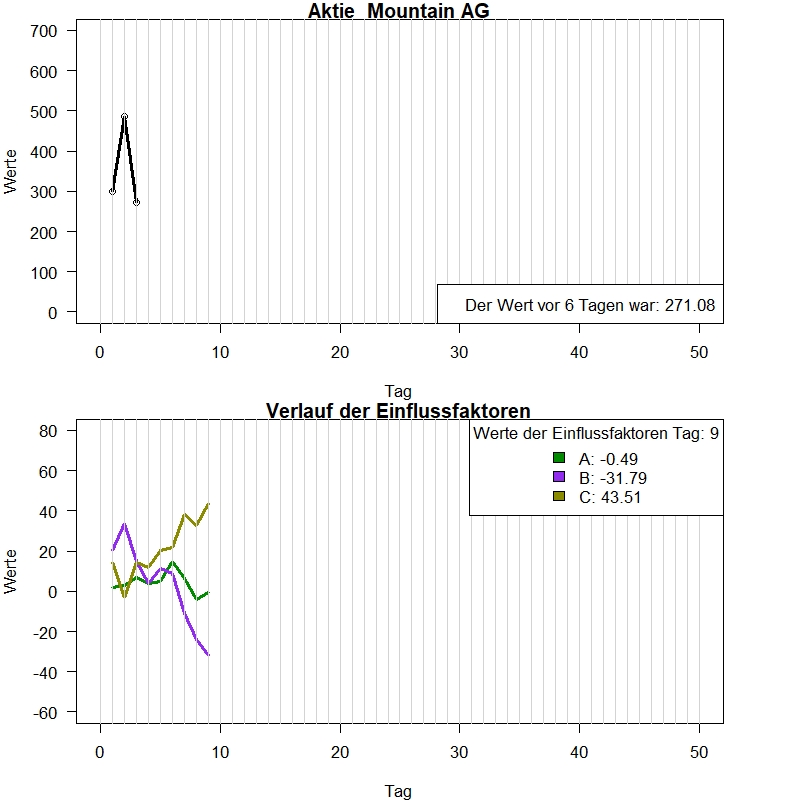 Aktie  Mountain AG
Werte
700
600
500
400
300
200
100
0
Der Wert vor 6 Tagen war: 271.08
0 10 20 30 40 50
Tag
Verlauf der Einflussfaktoren
Werte
80
60
40
20
0
-20
-40
-60
Werte der Einflussfaktoren Tag: 9
A: -0.49
B: -31.79
C: 43.51
0 10 20 30 40 50
Tag